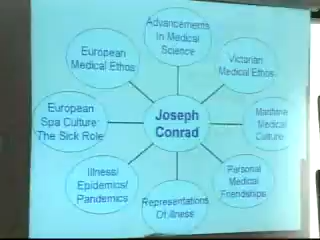 Advancements
In Medical
Science
European
Medical Ethos
Victorian
Medical Ethos
European
Spa Culture:
The Sick Role
Joseph
Conrad
Maritime
Medical
Culture
Illness/
Epidemics/
Pandemics
Personal
Medical
Friendships
Representations
Of Illness